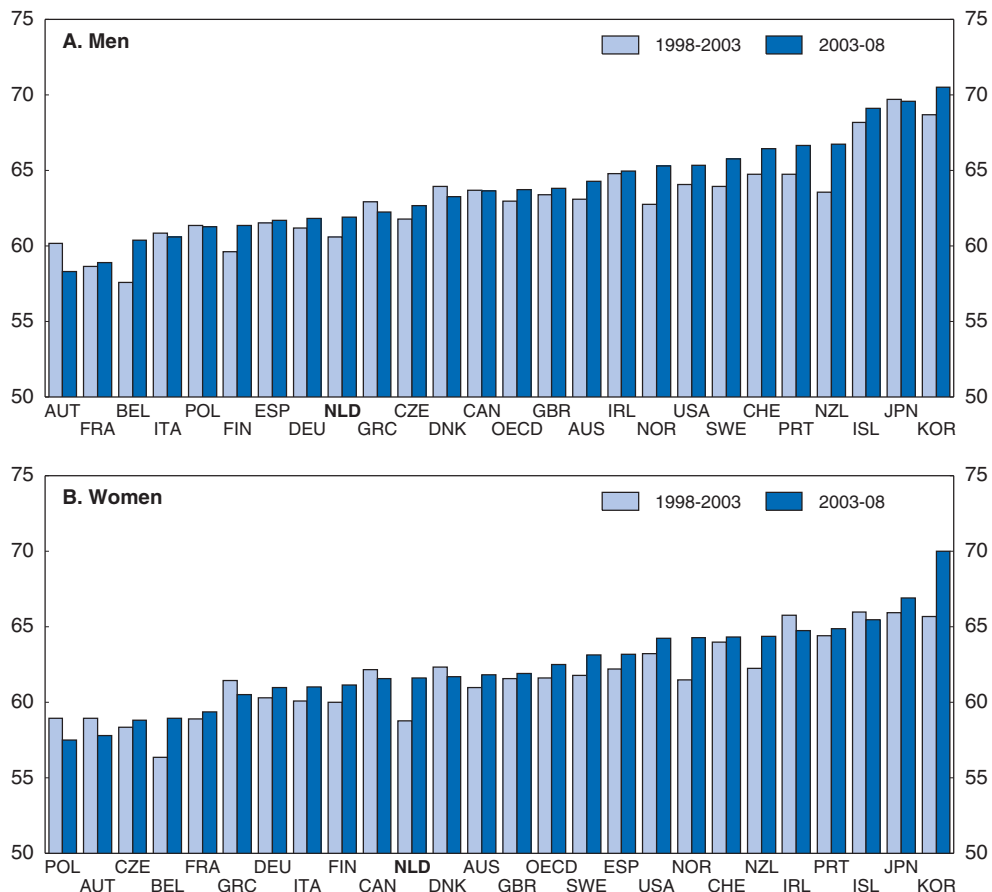 75 75
A. Men 1998-2003 2003-08
70 70
65 65
60 60
55 55
50 50
AUT BEL POL ESP NLD CZE CAN GBR IRL USA CHE NZL JPN
FRA ITA FIN DEU GRC DNK OECD AUS NOR SWE PRT ISL KOR
75 75
B. Women 1998-2003 2003-08
70 70
65 65
60 60
55 55
50 50
POL CZE FRA DEU FIN NLD AUS OECD ESP NOR NZL PRT JPN
AUT BEL GRC ITA CAN DNK GBR SWE USA CHE IRL ISL KOR